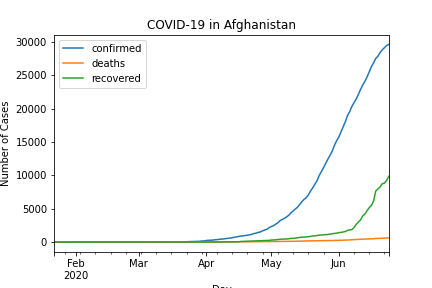 COVID-19 in Afghanistan
confirmed
deaths
recovered
Number of Cases
30000
25000
20000
15000
10000
5000
0
Feb
2020
Mar
Apr
May
Jun